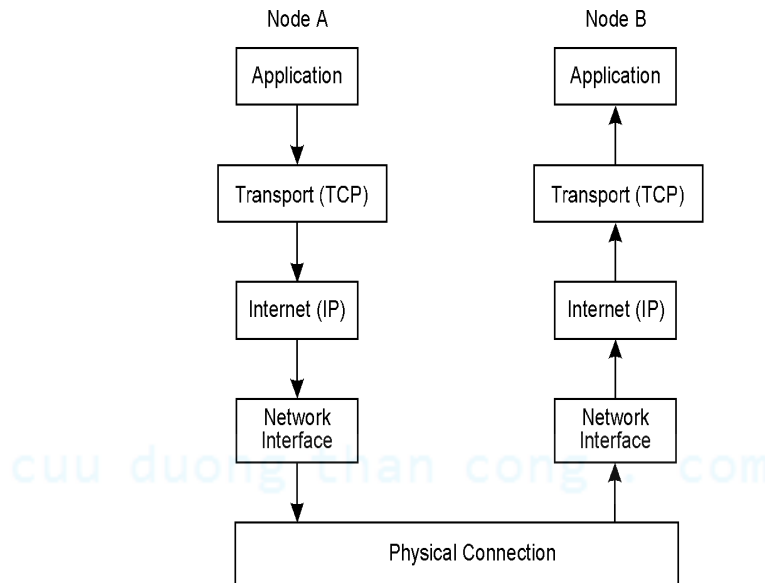 Node A Node B
Application Application
Transport (TCP) Transport (TCP)
Internet (IP) Internet (IP)
Network Network
Interface Interface
cuu duong than cong . com
Physical Connection